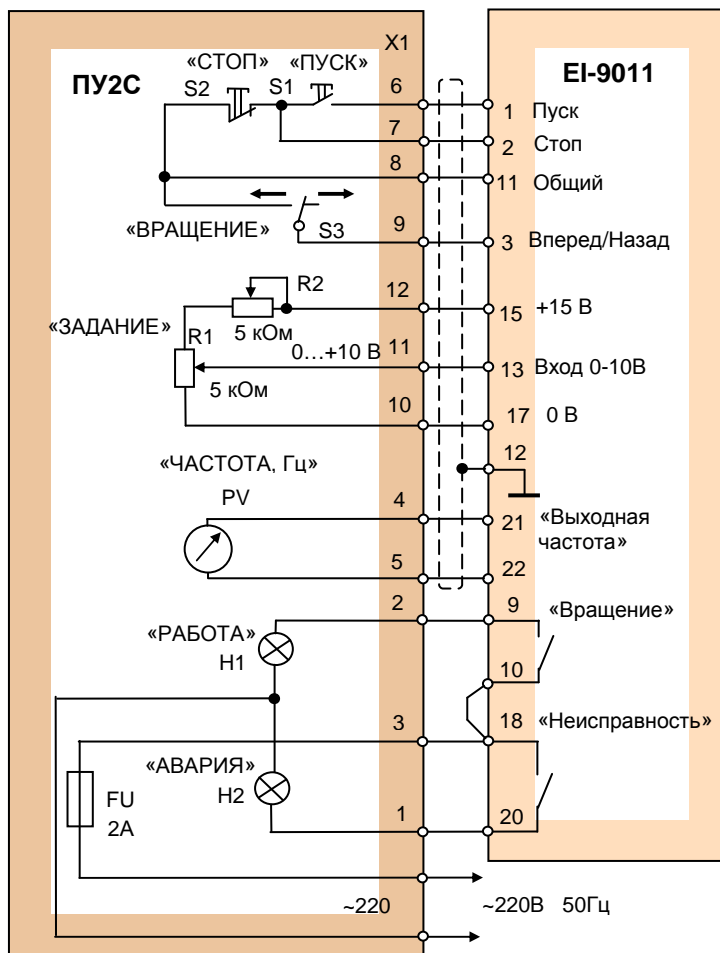 X1
ПУ2С
EI-9011
«СТОП» «ПУСК»
S2 S1 6
1 Пуск
7
2 Стоп
8
11 Общий
«ВРАЩЕНИЕ» S3 9
3 Вперед/Назад
R2 12
15 +15 В
«ЗАДАНИЕ»
5 кОм
R1 0...+10 В 11
13 Вход 0-10В
5 кОм
10
17 0 В
12
«ЧАСТОТА, Гц»
PV 4
21 «Выходная
частота»
5
22
2
9 «Вращение»
«РАБОТА»
H1
10
3
18 «Неисправность»
«АВАРИЯ»
H2
FU
2А
1
20
~220 ~220В 50Гц